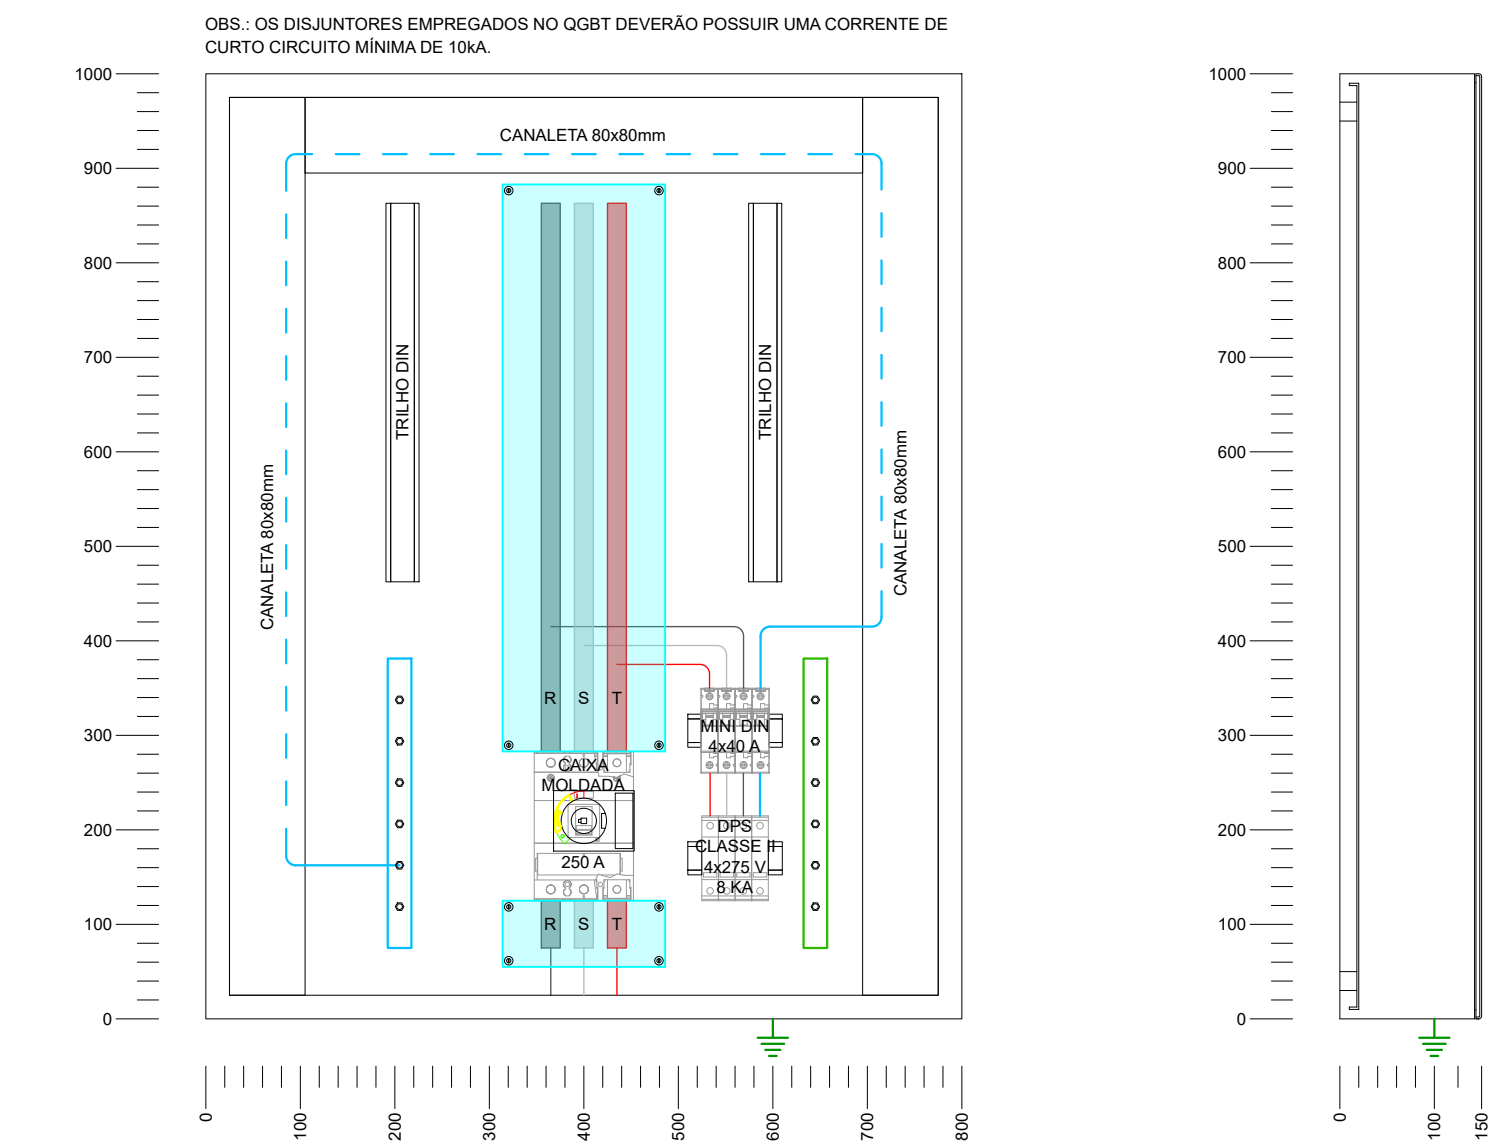 OBS.: OS DISJUNTORES EMPREGADOS NO QGBT DEVERÃO POSSUIR UMA CORRENTE DE
CURTO CIRCUITO MÍNIMA DE 10kA.
1000
900
800
700
600
500
400
300
200
100
0
CANALETA 80x80mm
CANALETA 80x80mm
CANALETA 80x80mm
TRILHO DIN
TRILHO DIN
R S T
MINI DIN
4x40 A
CAIXA
MOLDADA
250 A
DPS
CLASSE II
4x275 V
8 KA
R S T
0 100 200 300 400 500 600 700 800
1000
900
800
700
600
500
400
300
200
100
0
0 100 150